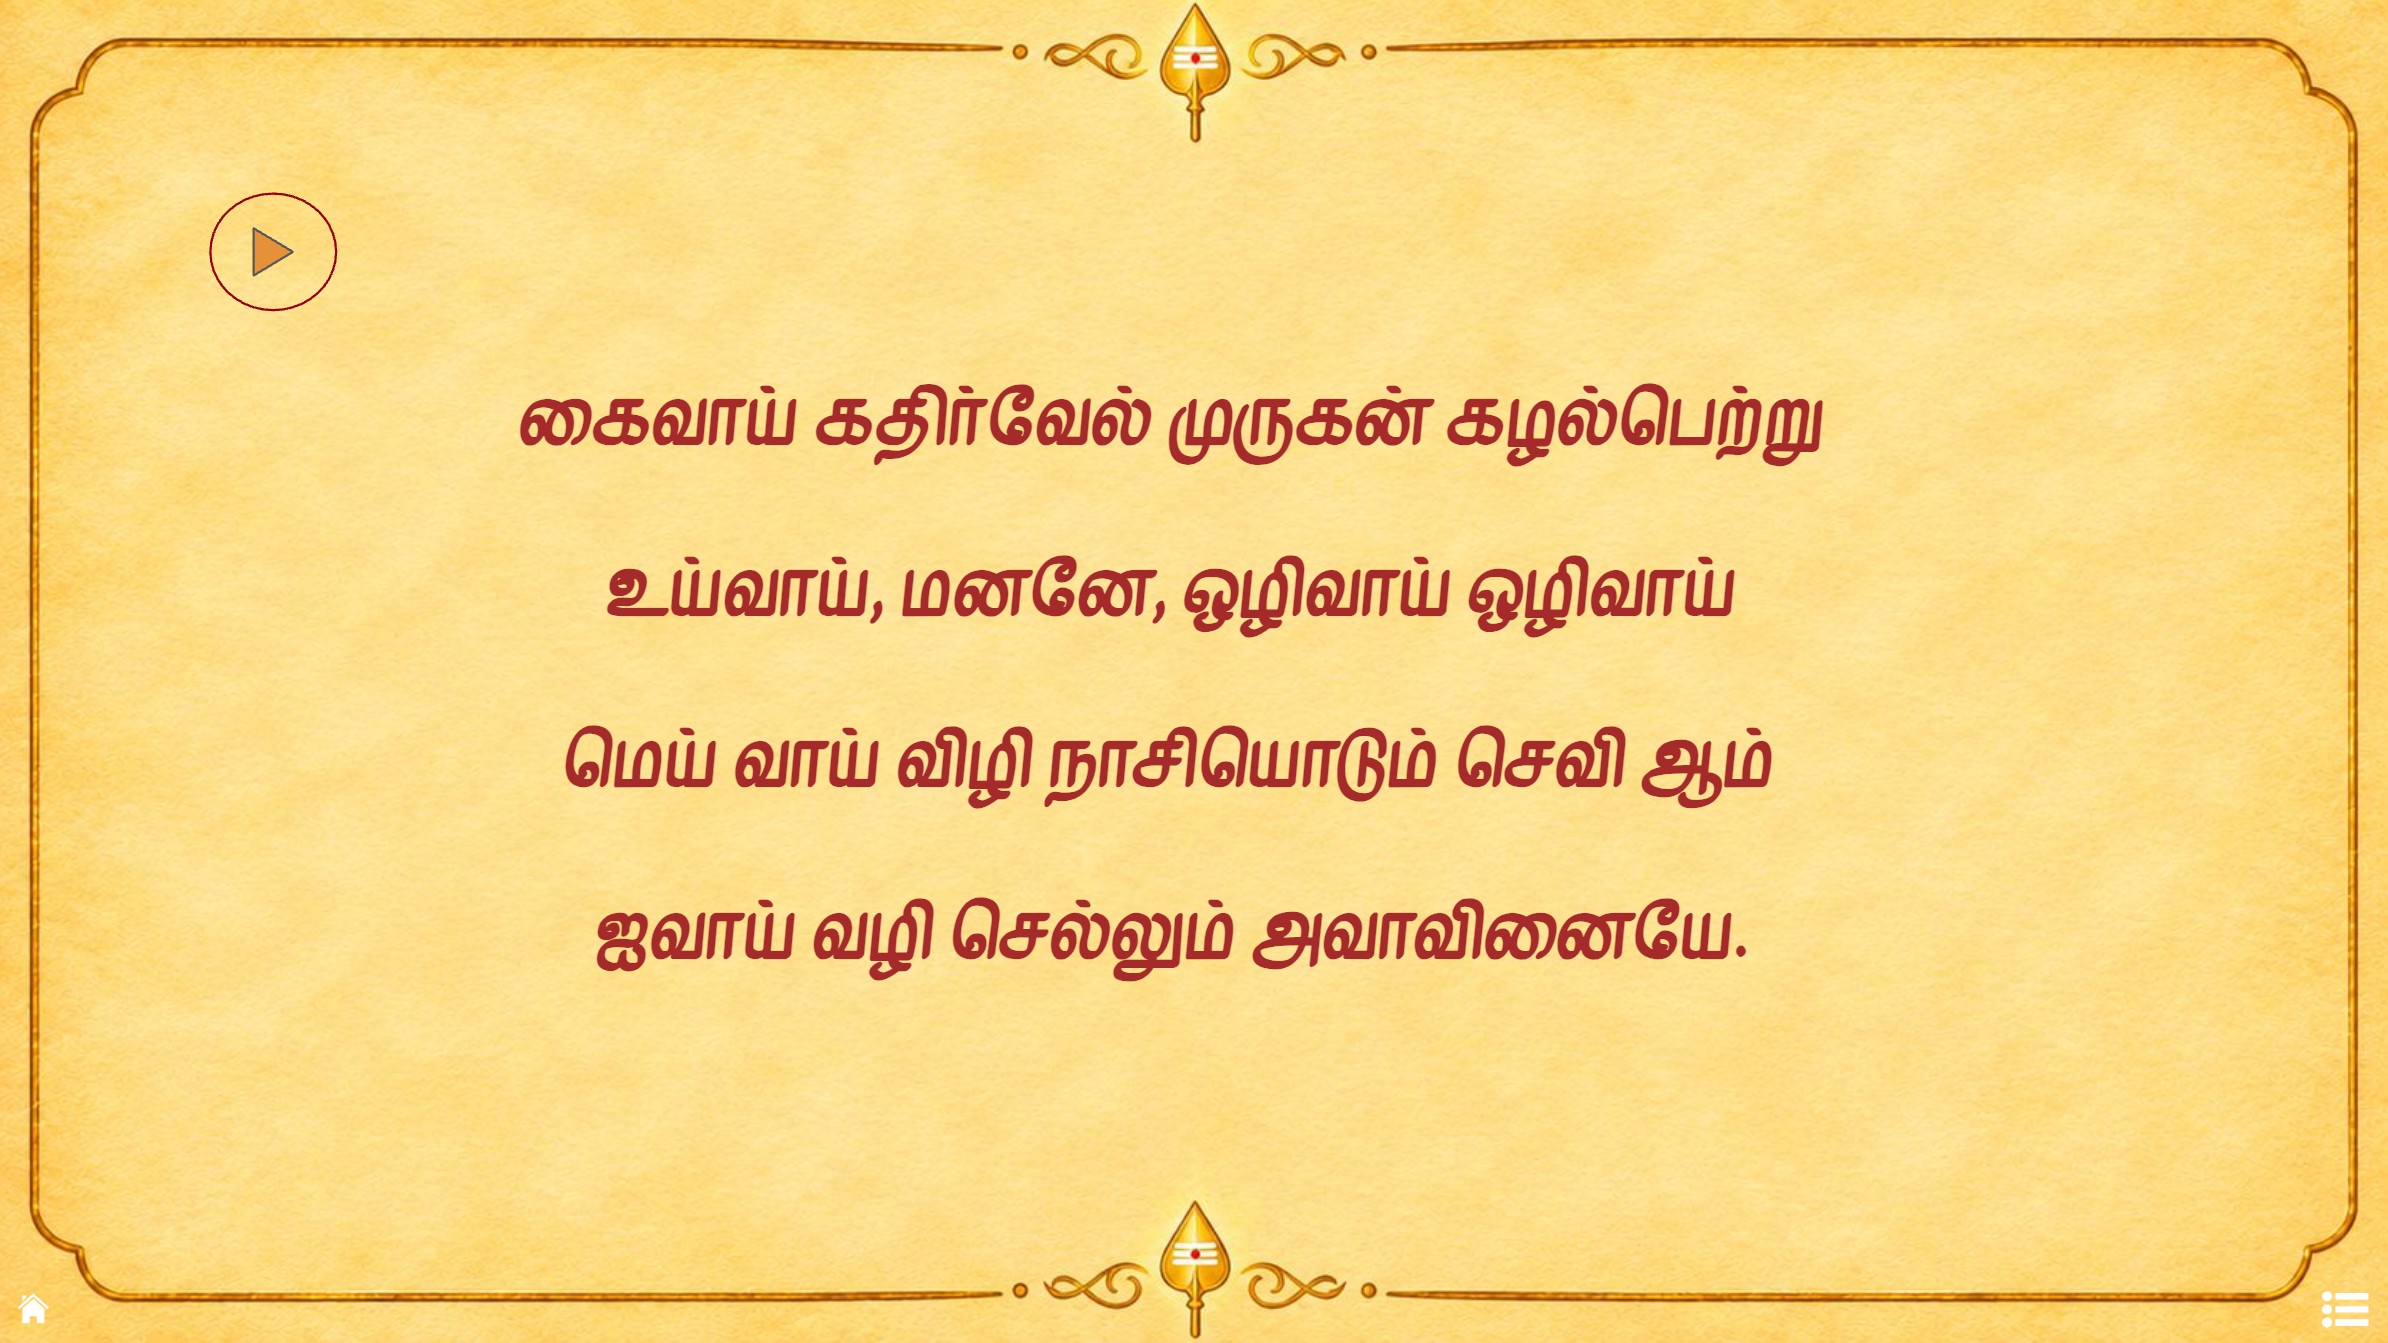 கைவாய் கதிர்வேல் முருகன் கழல்பெற்று
உய்வாய், மனனே, ஒழிவாய் ஒழிவாய்
மெய் வாய் விழி நாசியொடும் செவி ஆம்
ஐவாய் வழி செல்லும் அவாவினையே.